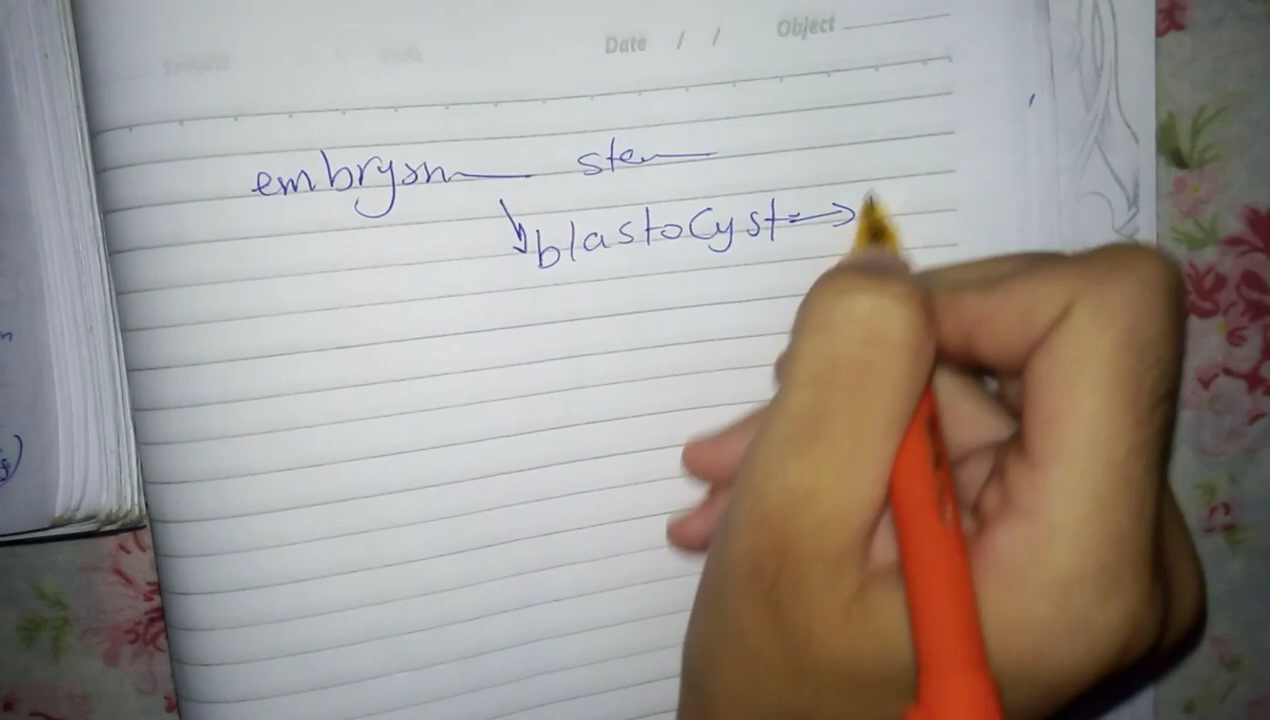 Date / / Object
embryon stem
blastocyst →